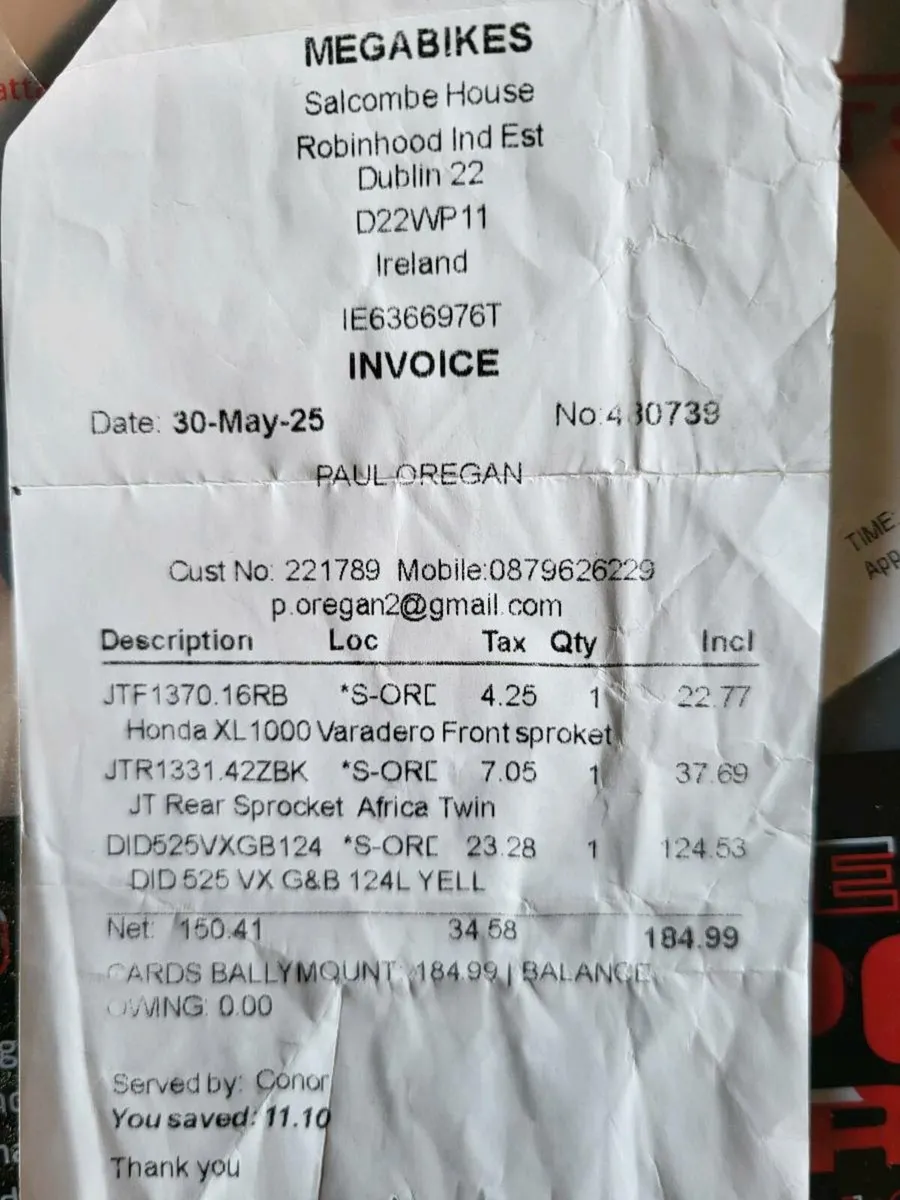 MEGABIKES
Salcombe House
Robinhood Ind Est
Dublin 22
D22WP11
Ireland
IE6366976T
INVOICE
Date: 30-May-25 No:
PAUL OREGAN
Cust No: 221789 Mobile:0879626229
p.oregan2@gmail.com
Description Loc Tax Qty Incl
JTF1370.16RB *S-ORD 4.25 1 22.77
Honda XL1000 Varadero Front sproket
JTR1331.42ZBK *S-ORD 7.05 1 37.69
JT Rear Sprocket Africa Twin
DID525VXGB124 *S-ORD 23.28 1 124.53
DID 525 VX G&B 124L YELL
Net: 150.41 34.58 184.99
CARDS BALLYMOUNT: 184.99 | BALANCE
OWING: 0.00
Served by: Conor
You saved: 11.10
Thank you
TIME: